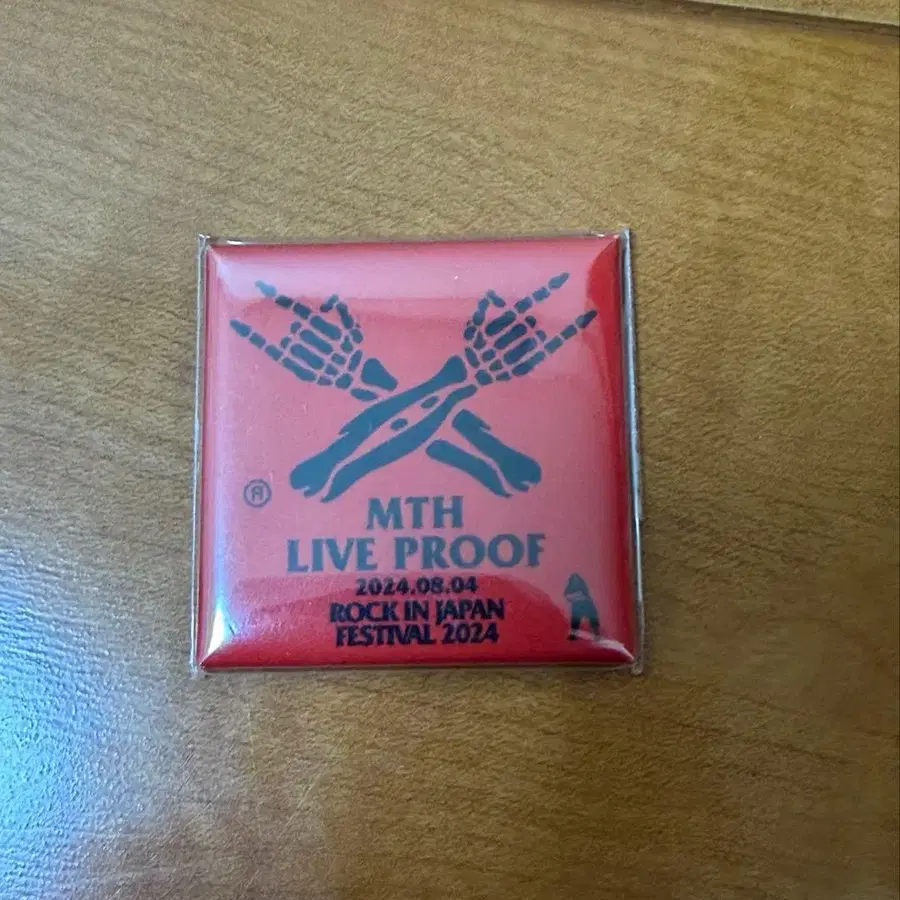 Ⓡ
MTH
LIVE PROOF
2024.08.04
ROCK IN JAPAN
FESTIVAL 2024